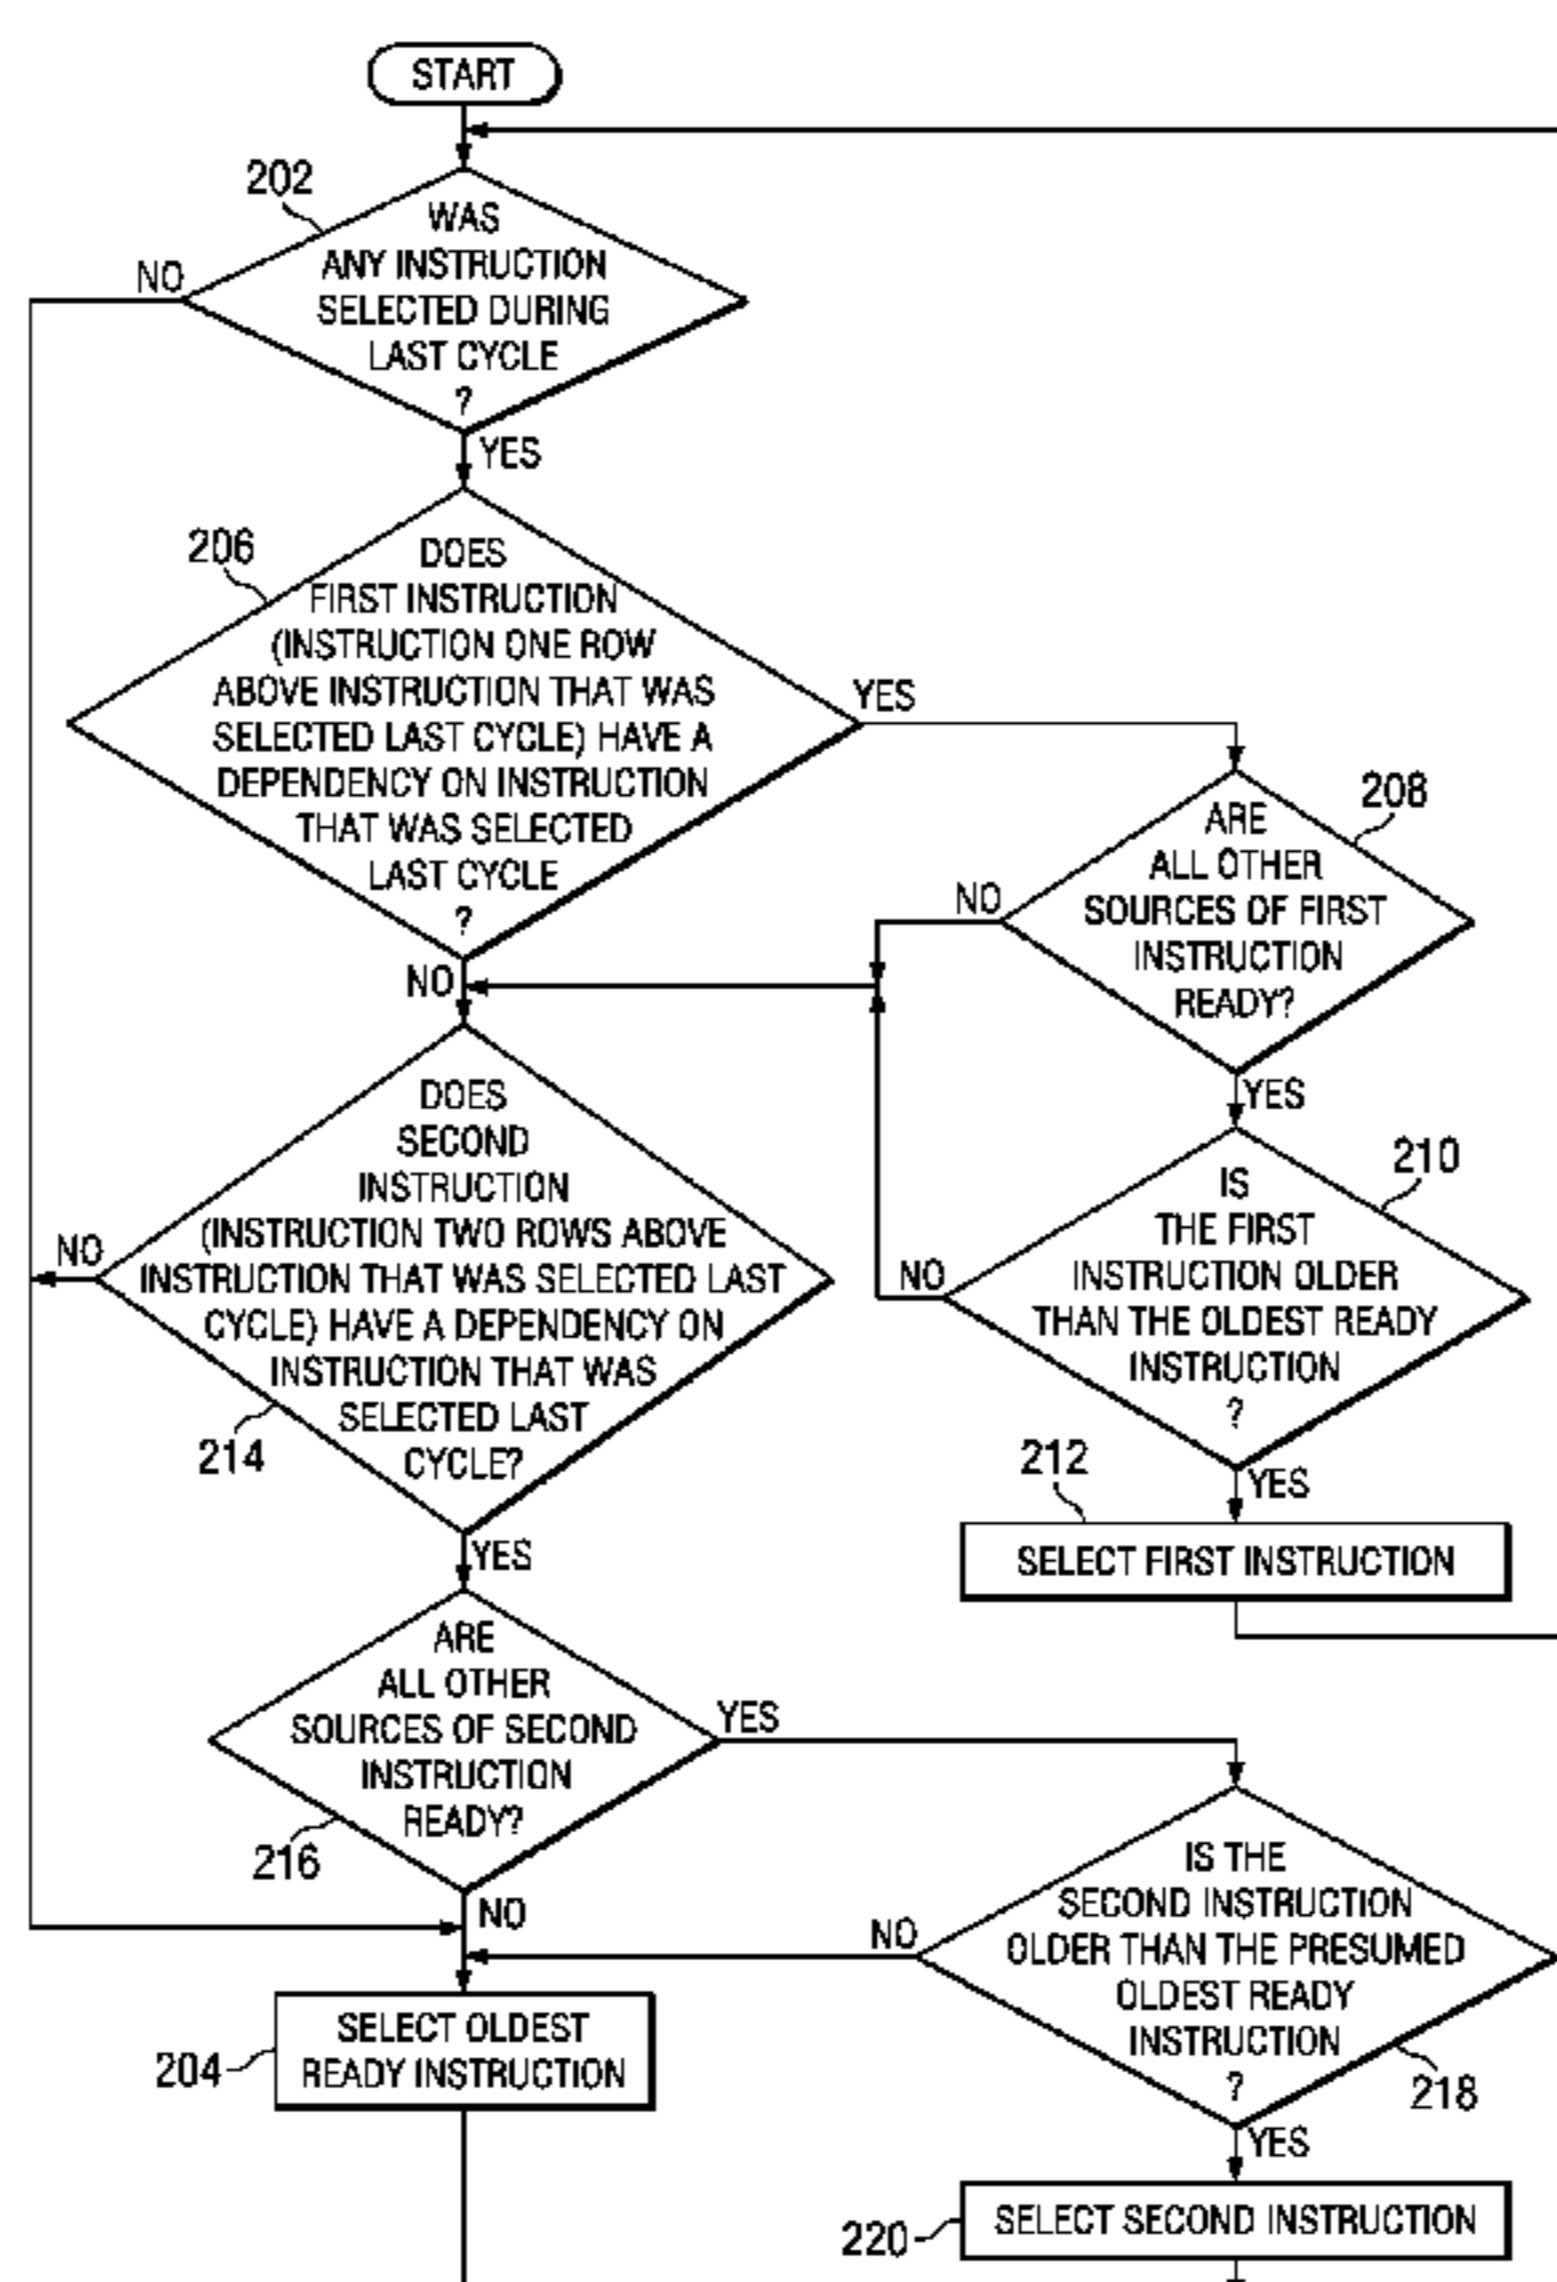 START
202
WAS
ANY INSTRUCTION
SELECTED DURING
LAST CYCLE
?
NO
YES
206
DOES
FIRST INSTRUCTION
(INSTRUCTION ONE ROW
ABOVE INSTRUCTION THAT WAS
SELECTED LAST CYCLE) HAVE A
DEPENDENCY ON INSTRUCTION
THAT WAS SELECTED
LAST CYCLE
?
YES
NO
208
ARE
ALL OTHER
SOURCES OF FIRST
INSTRUCTION
READY?
NO
YES
210
IS
THE FIRST
INSTRUCTION OLDER
THAN THE OLDEST READY
INSTRUCTION
?
NO
YES
212
SELECT FIRST INSTRUCTION
DOES
SECOND
INSTRUCTION
(INSTRUCTION TWO ROWS ABOVE
INSTRUCTION THAT WAS SELECTED LAST
CYCLE) HAVE A DEPENDENCY ON
INSTRUCTION THAT WAS
SELECTED LAST
CYCLE?
NO
214
YES
ARE
ALL OTHER
SOURCES OF SECOND
INSTRUCTION
READY?
YES
216
NO
IS THE
SECOND INSTRUCTION
OLDER THAN THE PRESUMED
OLDEST READY
INSTRUCTION
?
NO
218
YES
SELECT OLDEST
READY INSTRUCTION
204
SELECT SECOND INSTRUCTION
220